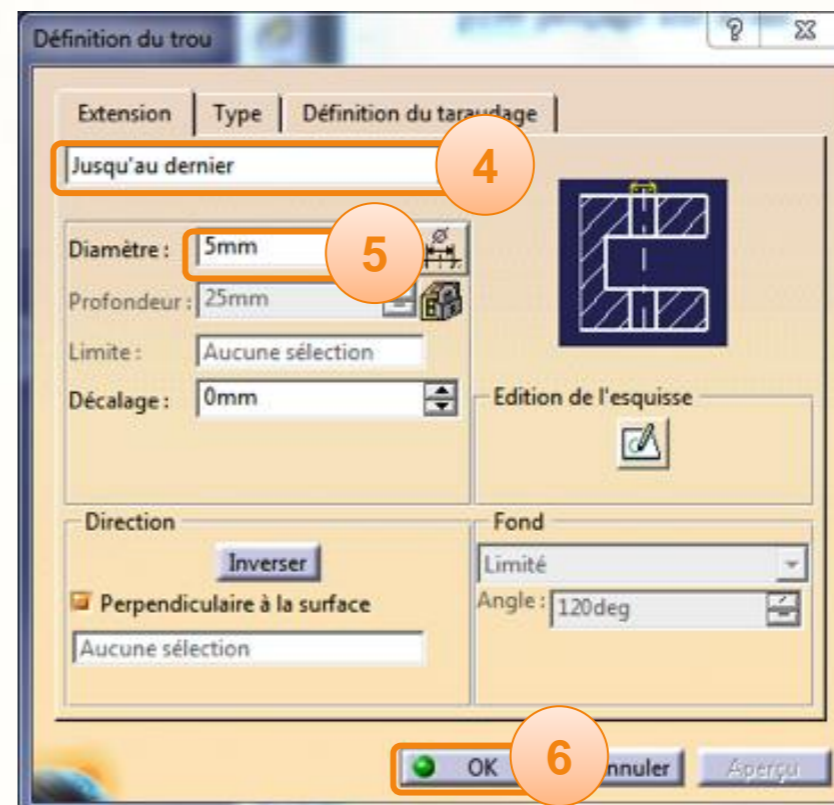 Définition du trou
Extension Type Définition du taraudage
Jusqu'au dernier 4
Diamètre : 5mm 5
Profondeur : 25mm
Limite : Aucune sélection
Décalage : 0mm
Edition de l'esquisse
Direction
Inverser
Perpendiculaire à la surface
Aucune sélection
Fond
Limité
Angle : 120deg
OK 6 nnuler Aperçu